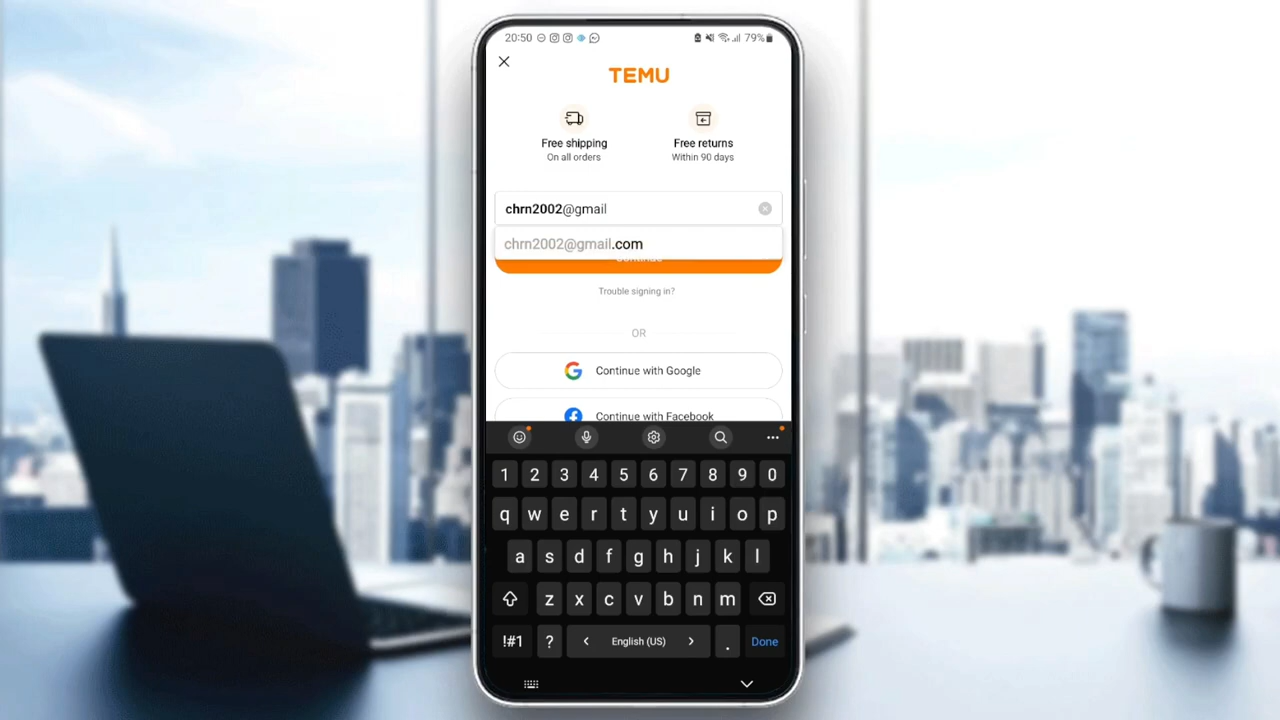 20:50 79%
TEMU
Free shipping Free returns
On all orders Within 90 days
chrn2002@gmail
chrn2002@gmail.com
Continue
Trouble signing in?
OR
Continue with Google
Continue with Facebook
1 2 3 4 5 6 7 8 9 0
q w e r t y u i o p
a s d f g h j k l
z x c v b n m
!#1 ? < English (US) > . Done